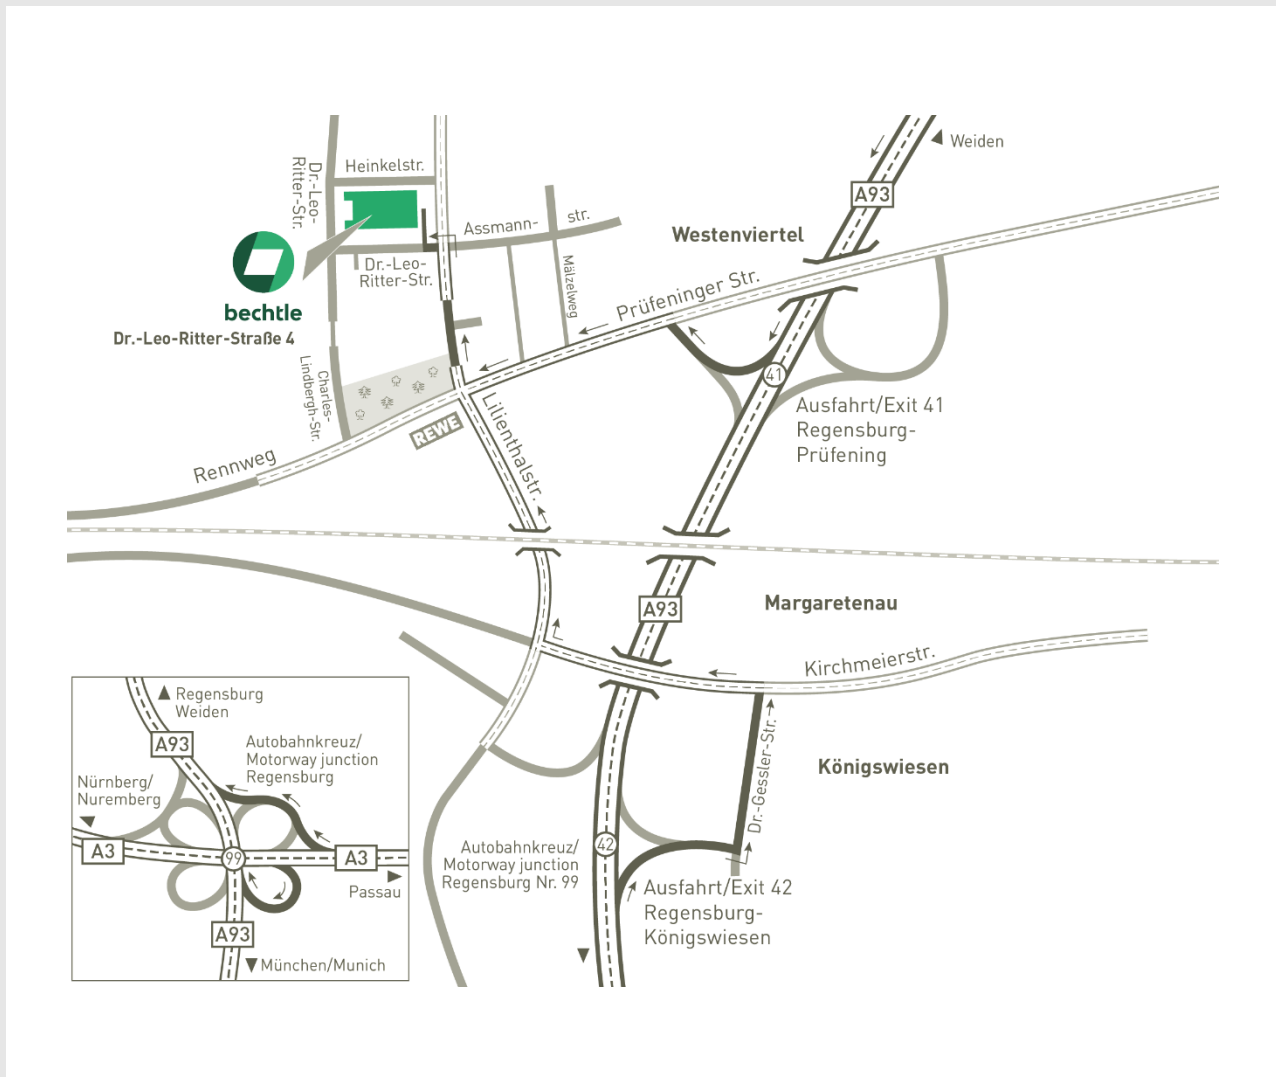 Weiden
A93
Heinkelstr.
Dr.-Leo-
Ritter-Str.
Assmann-
str.
Westenviertel
Dr.-Leo-
Ritter-Str.
Mälzelweg
Prüfeninger Str.
bechtle
Dr.-Leo-Ritter-Straße 4
Charles-
Lindbergh-Str.
41
Ausfahrt/Exit 41
Regensburg-
Prüfening
REWE
Lilienthalstr.
Rennweg
A93
Margaretenau
Kirchmeierstr.
Königswiesen
Dr.-Gessler-Str.
42
Autobahnkreuz/
Motorway junction
Regensburg Nr. 99
Ausfahrt/Exit 42
Regensburg-
Königswiesen
Regensburg
Weiden
A93
Autobahnkreuz/
Motorway junction
Regensburg
Nürnberg/
Nuremberg
A3
99
A3
Passau
A93
München/Munich